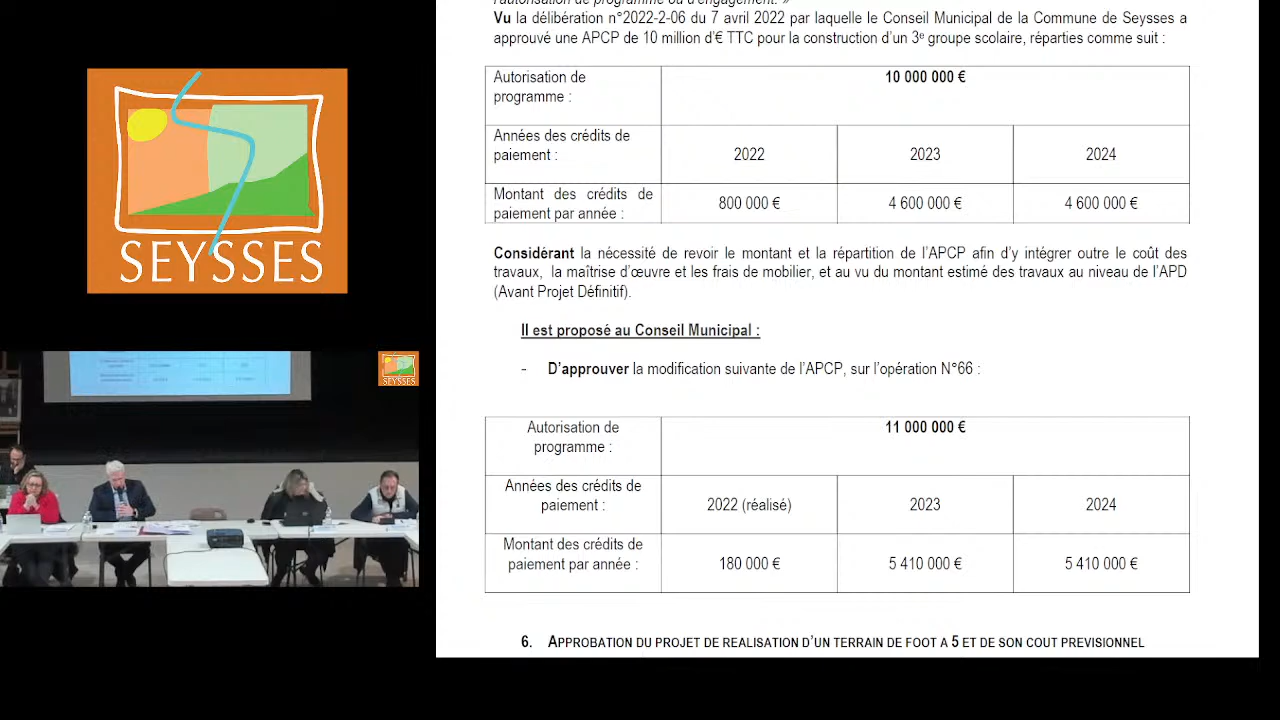 l'autorisation de programme ou d'engagement. »
Vu la délibération n°2022-2-06 du 7 avril 2022 par laquelle le Conseil Municipal de la Commune de Seysses a
approuvé une APCP de 10 million d'€ TTC pour la construction d'un 3e groupe scolaire, réparties comme suit :
Autorisation de
programme :
10 000 000 €
Années des crédits de
paiement :
2022
2023
2024
Montant des crédits de
paiement par année :
800 000 €
4 600 000 €
4 600 000 €
Considérant la nécessité de revoir le montant et la répartition de l'APCP afin d'y intégrer outre le coût des
travaux, la maîtrise d'œuvre et les frais de mobilier, et au vu du montant estimé des travaux au niveau de l'APD
(Avant Projet Définitif).
Il est proposé au Conseil Municipal :
- D'approuver la modification suivante de l'APCP, sur l'opération N°66 :
Autorisation de
programme :
11 000 000 €
Années des crédits de
paiement :
2022 (réalisé)
2023
2024
Montant des crédits de
paiement par année :
180 000 €
5 410 000 €
5 410 000 €
6. APPROBATION DU PROJET DE REALISATION D'UN TERRAIN DE FOOT A 5 ET DE SON COUT PREVISIONNEL
SEYSSES
SEYSSES